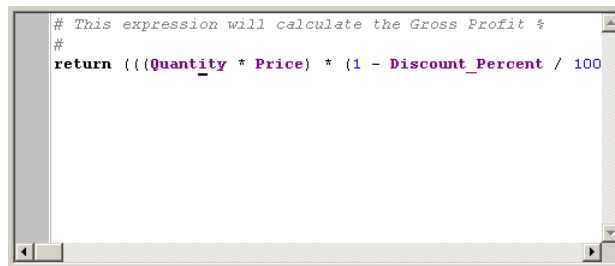 # This expression will calculate the Gross Profit %
#
return (((Quantity * Price) * (1 - Discount_Percent / 100